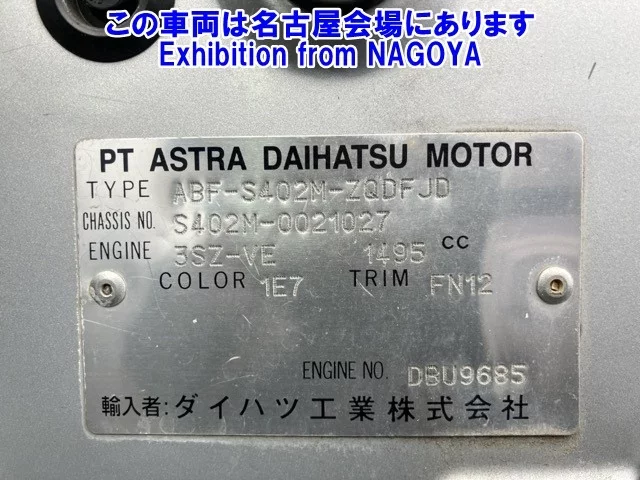 この車両は名古屋会場にあります
Exhibition from NAGOYA
PT ASTRA DAIHATSU MOTOR
TYPE ABF-S402M-ZQDFJD
CHASSIS NO. S402M-0021027
ENGINE 3SZ-VE 1495 CC
COLOR 1E7 TRIM FN12
ENGINE NO. DBU9685
輸入者: ダイハツ工業株式会社